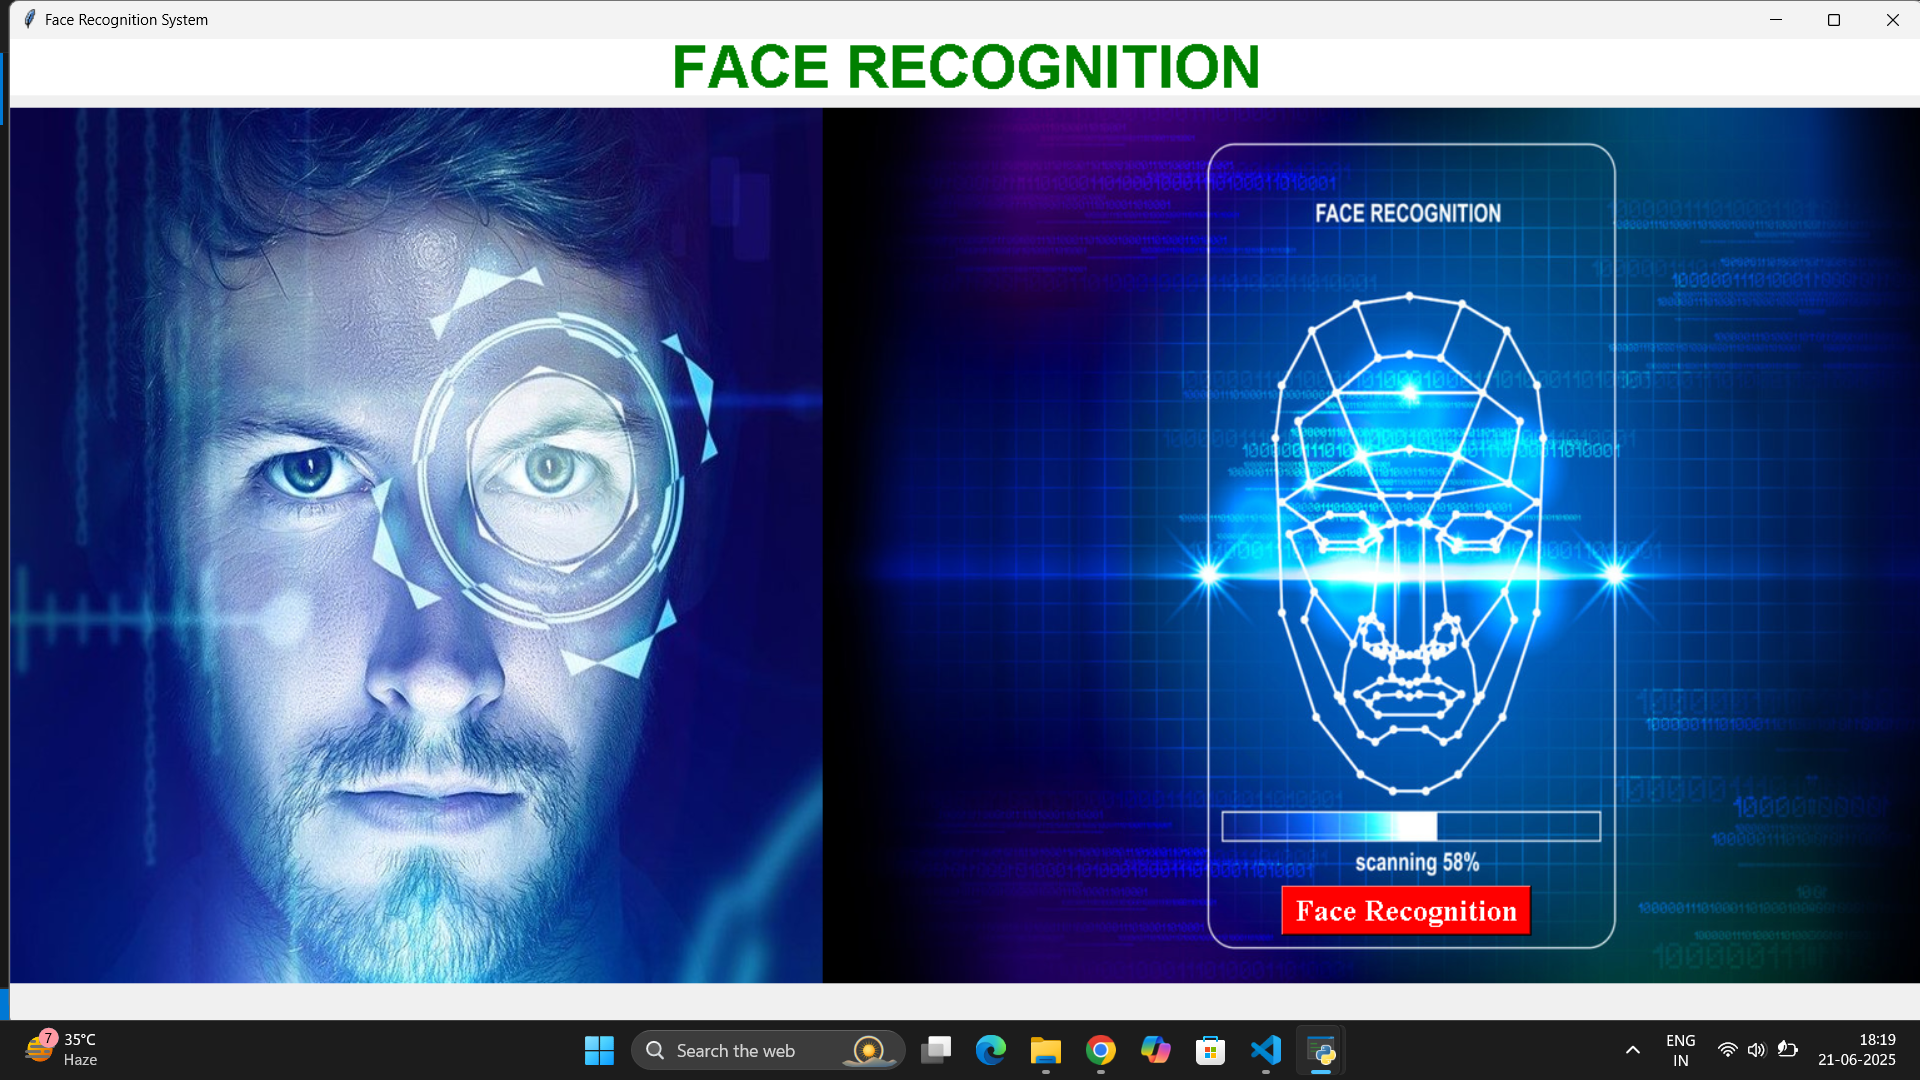 Face Recognition System
FACE RECOGNITION
FACE RECOGNITION
scanning 58%
Face Recognition
7
35°C
Haze
Search the web
ENG
IN
18:19
21-06-2025